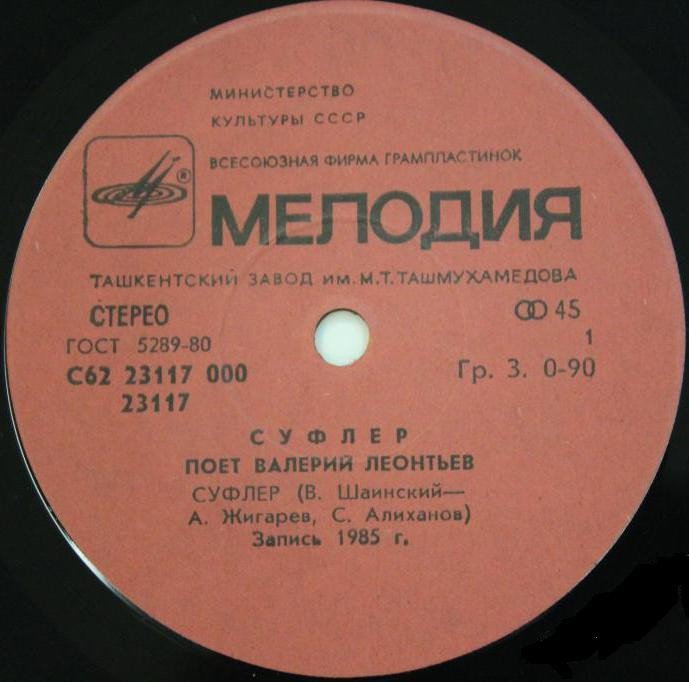 МИНИСТЕРСТВО
КУЛЬТУРЫ СССР
ВСЕСОЮЗНАЯ ФИРМА ГРАМПЛАСТИНОК
®
МЕЛОДИЯ
ТАШКЕНТСКИЙ ЗАВОД ИМ. М.Т. ТАШМУХАМЕДОВА
СТЕРЕО
45
ГОСТ 5289-80
1
С62 23117 000
Гр. 3. 0-90
23117
СУФЛЕР
ПОЕТ ВАЛЕРИЙ ЛЕОНТЬЕВ
СУФЛЕР (В. Шаинский—
А. Жигарев, С. Алиханов)
Запись 1985 г.